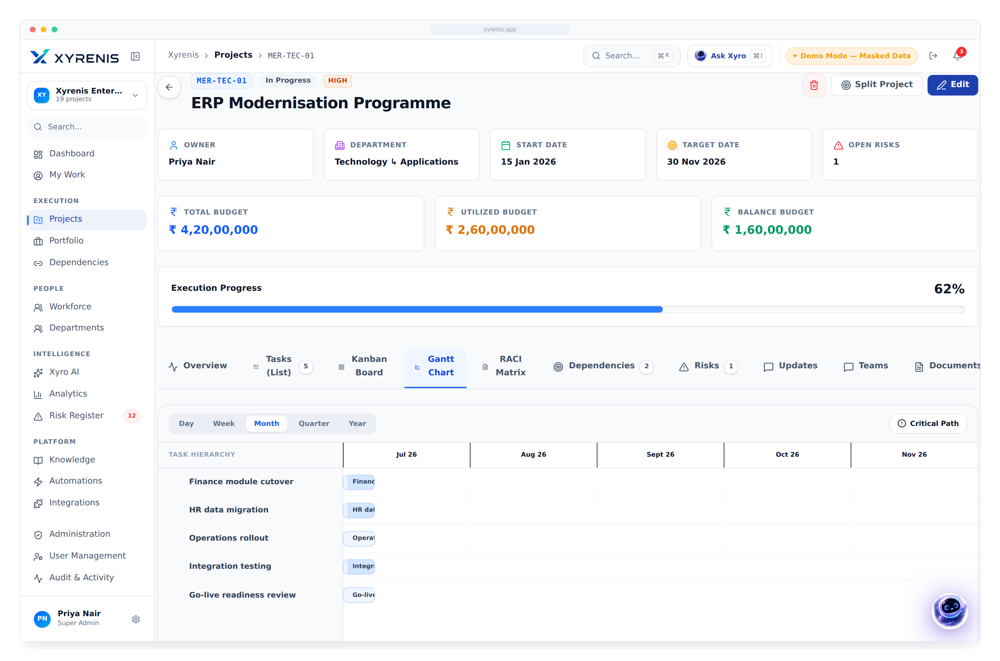 xyrenis.app
XYRENIS
Xyrenis > Projects > MER-TEC-01
Search...
⌘K
Ask Xyro
⌘J
✦ Demo Mode — Masked Data
3
XY
Xyrenis Enter...
19 projects
Search...
Dashboard
My Work
EXECUTION
Projects
Portfolio
Dependencies
PEOPLE
Workforce
Departments
INTELLIGENCE
Xyro AI
Analytics
Risk Register
12
PLATFORM
Knowledge
Automations
Integrations
Administration
User Management
Audit & Activity
PN
Priya Nair
Super Admin
MER-TEC-01
In Progress
HIGH
ERP Modernisation Programme
Split Project
Edit
OWNER
Priya Nair
DEPARTMENT
Technology ↳ Applications
START DATE
15 Jan 2026
TARGET DATE
30 Nov 2026
OPEN RISKS
1
₹ TOTAL BUDGET
₹ 4,20,00,000
₹ UTILIZED BUDGET
₹ 2,60,00,000
₹ BALANCE BUDGET
₹ 1,60,00,000
Execution Progress
62%
Overview
Tasks
(List)
5
Kanban
Board
Gantt
Chart
RACI
Matrix
Dependencies
2
Risks
1
Updates
Teams
Documents
Day
Week
Month
Quarter
Year
Critical Path
TASK HIERARCHY
Jul 26
Aug 26
Sept 26
Oct 26
Nov 26
Finance module cutover
Financ
HR data migration
HR dat
Operations rollout
Operat
Integration testing
Integra
Go-live readiness review
Go-live